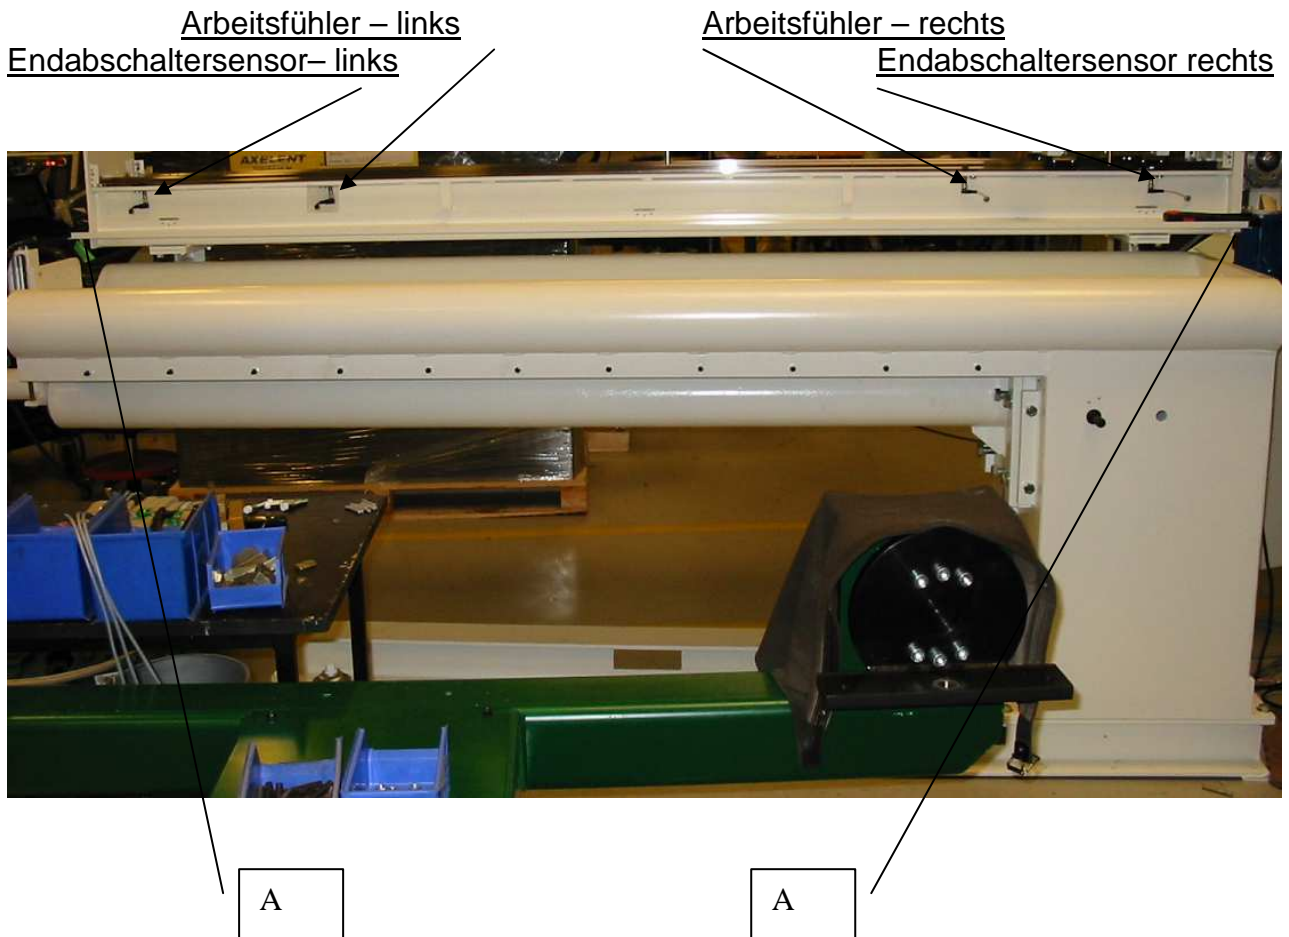 Arbeitsfühler – links
Arbeitsfühler – rechts
Endabschaltersensor– links
Endabschaltersensor rechts
AXELENT
A
A